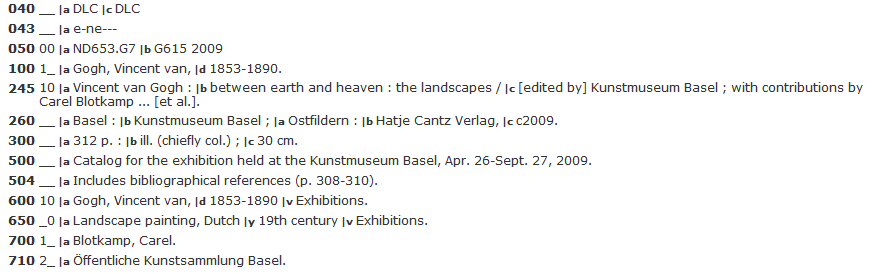 040 __ |a DLC |c DLC
043 __ |a e-ne---
050 00 |a ND653.G7 |b G615 2009
100 1_ |a Gogh, Vincent van, |d 1853-1890.
245 10 |a Vincent van Gogh : |b between earth and heaven : the landscapes / |c [edited by] Kunstmuseum Basel ; with contributions by
Carel Blotkamp ... [et al.].
260 __ |a Basel : |b Kunstmuseum Basel ; |a Ostfildern : |b Hatje Cantz Verlag, |c c2009.
300 __ |a 312 p. : |b ill. (chiefly col.) ; |c 30 cm.
500 __ |a Catalog for the exhibition held at the Kunstmuseum Basel, Apr. 26-Sept. 27, 2009.
504 __ |a Includes bibliographical references (p. 308-310).
600 10 |a Gogh, Vincent van, |d 1853-1890 |v Exhibitions.
650 _0 |a Landscape painting, Dutch |y 19th century |v Exhibitions.
700 1_ |a Blotkamp, Carel.
710 2_ |a Öffentliche Kunstsammlung Basel.